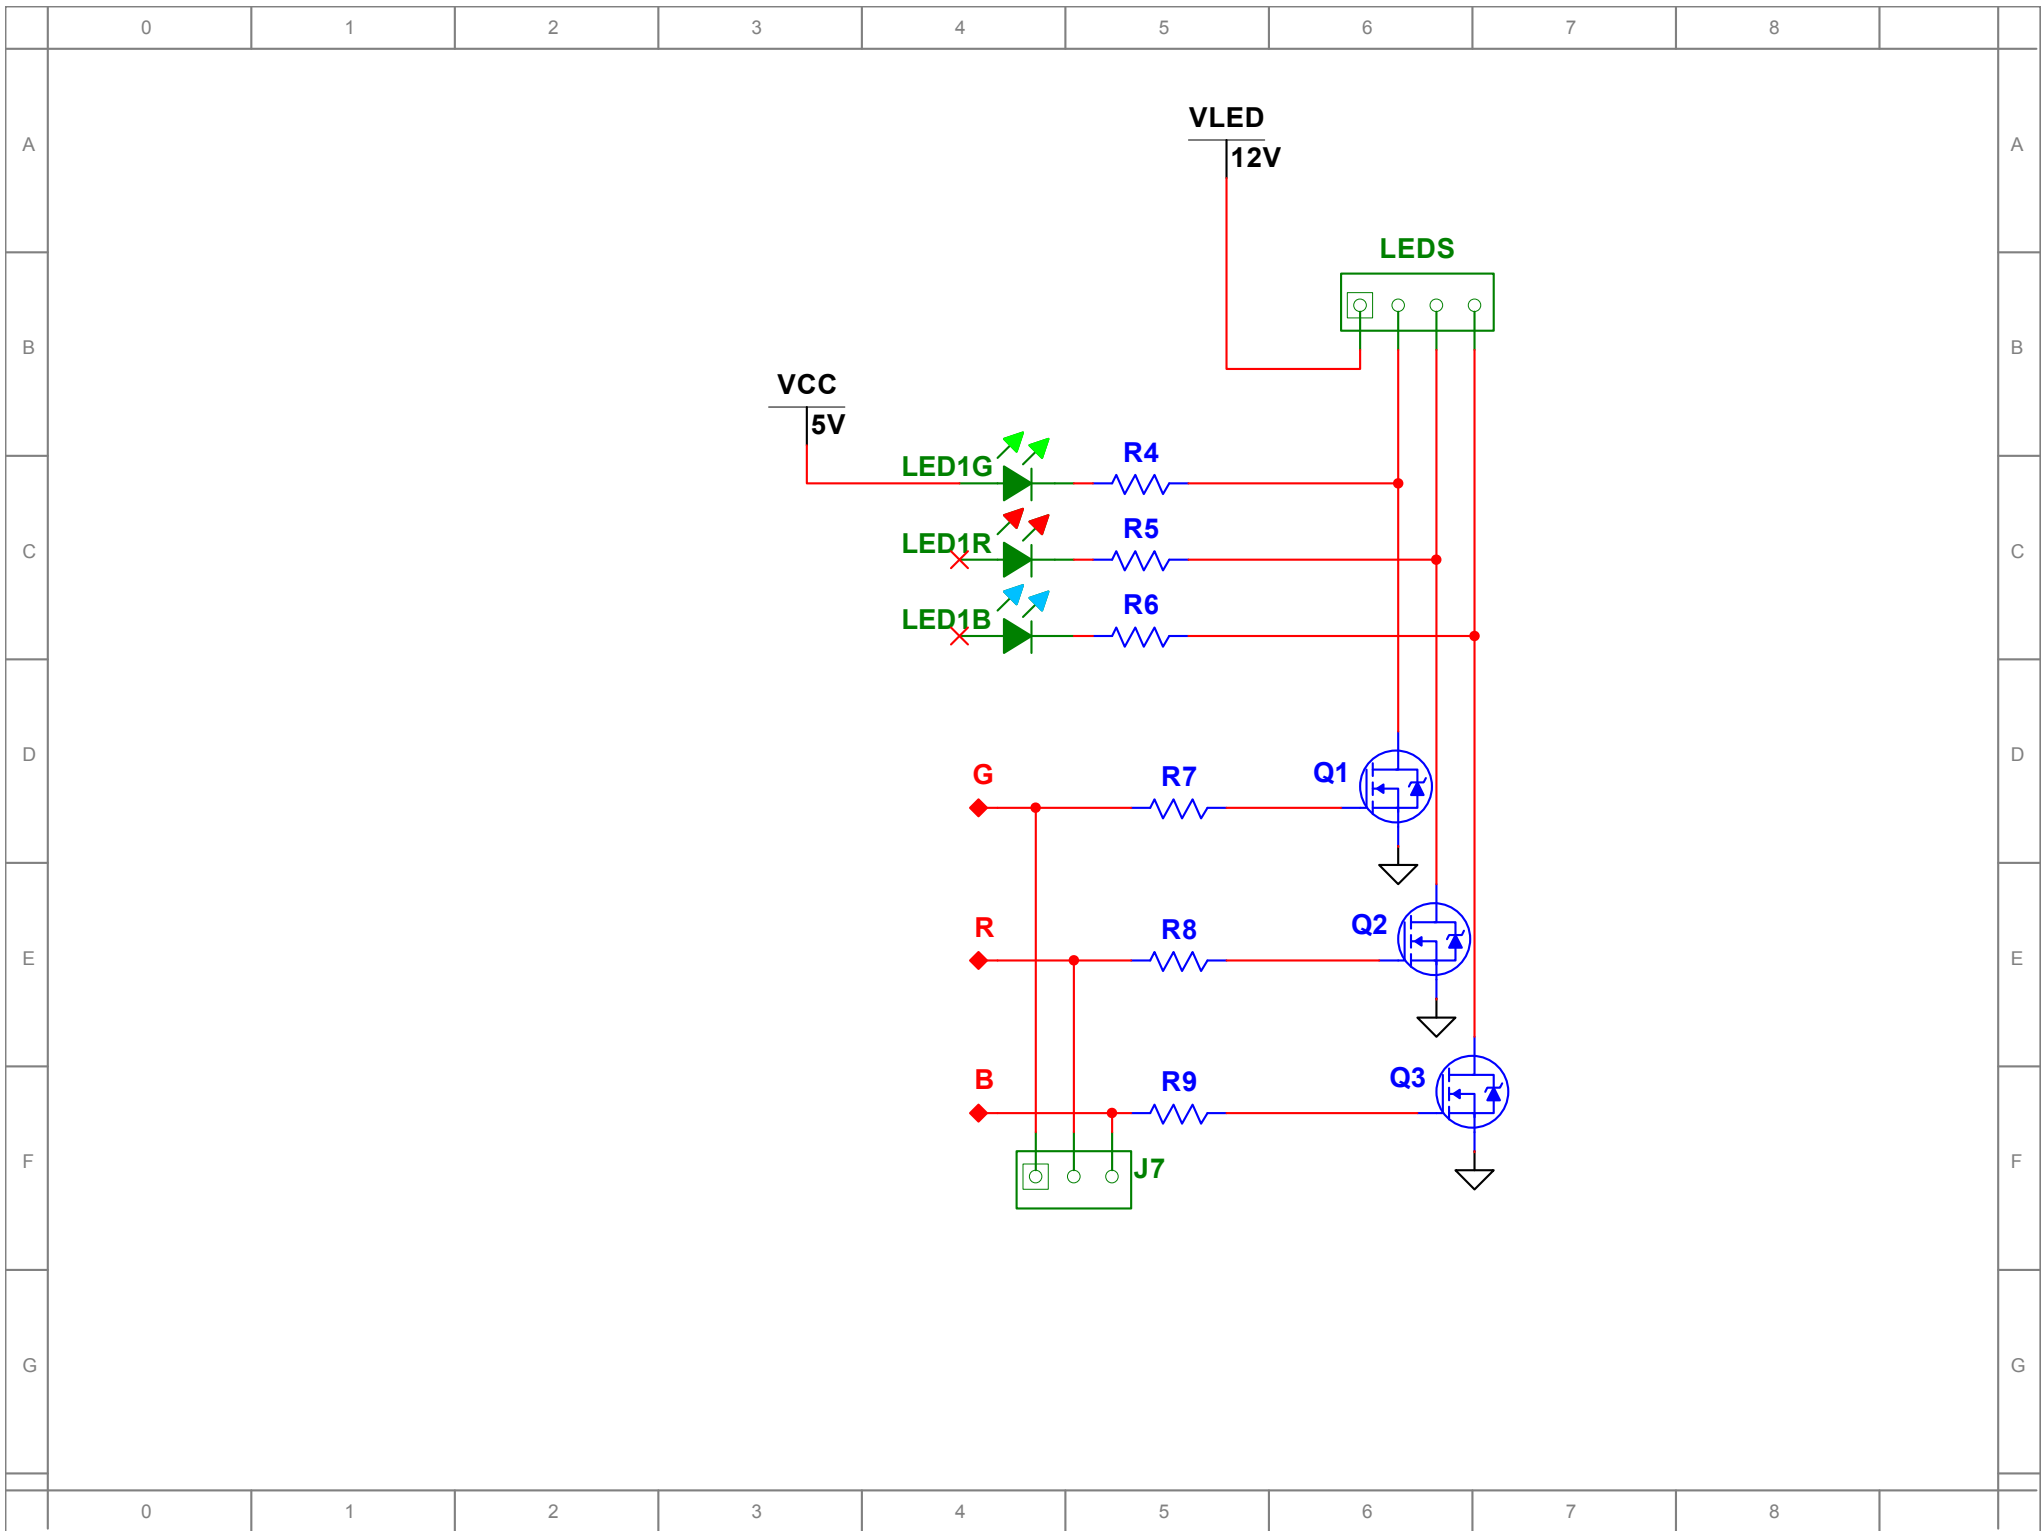 0 1 2 3 4 5 6 7 8
A A
VLED
12V
LEDS
B B
VCC
5V
LED1G R4
LED1R R5
C C
LED1B R6
D D
G R7 Q1
R R8 Q2
E E
B R9 Q3
F F
J7
G G
0 1 2 3 4 5 6 7 8